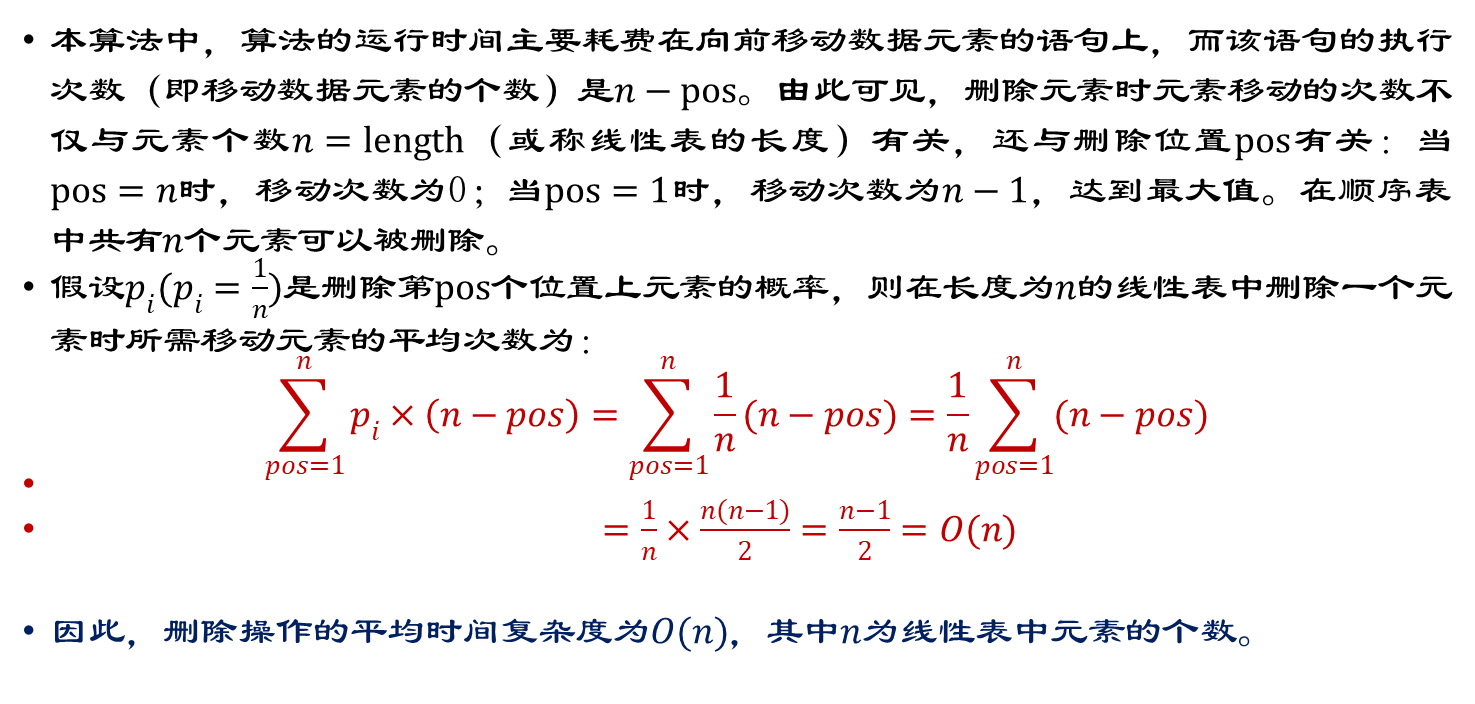 • 本算法中，算法的运行时间主要耗费在向前移动数据元素的语句上，而该语句的执行
次数（即移动数据元素的个数）是n − pos。由此可见，删除元素时元素移动的次数不
仅与元素个数n = length（或称线性表的长度）有关，还与删除位置pos有关：当
pos = n时，移动次数为0；当pos = 1时，移动次数为n − 1，达到最大值。在顺序表
中共有n个元素可以被删除。
• 假设p_i(p_i = \frac{1}{n})是删除第pos个位置上元素的概率，则在长度为n的线性表中删除一个元
素时所需移动元素的平均次数为：
• \sum_{pos=1}^{n} p_i × (n − pos) = \sum_{pos=1}^{n} \frac{1}{n} (n − pos) = \frac{1}{n} \sum_{pos=1}^{n} (n − pos)
• = \frac{1}{n} × \frac{n(n−1)}{2} = \frac{n−1}{2} = O(n)
• 因此，删除操作的平均时间复杂度为O(n)，其中n为线性表中元素的个数。